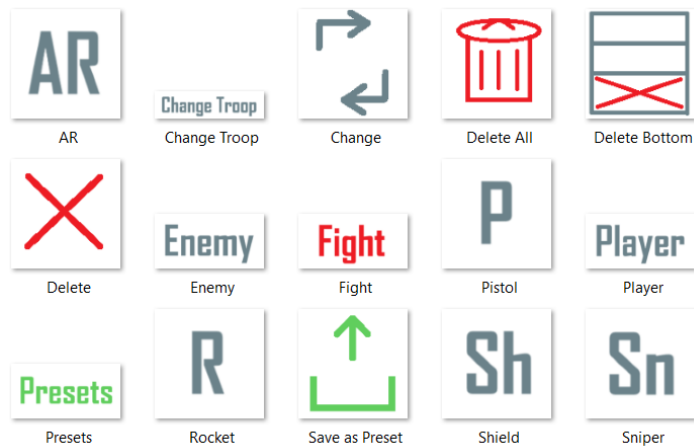 AR
Change Troop
AR
Change Troop
Change
Delete All
Delete Bottom
Enemy
Fight
P
Player
Delete
Enemy
Fight
Pistol
Player
Presets
R
Sh
Sn
Presets
Rocket
Save as Preset
Shield
Sniper